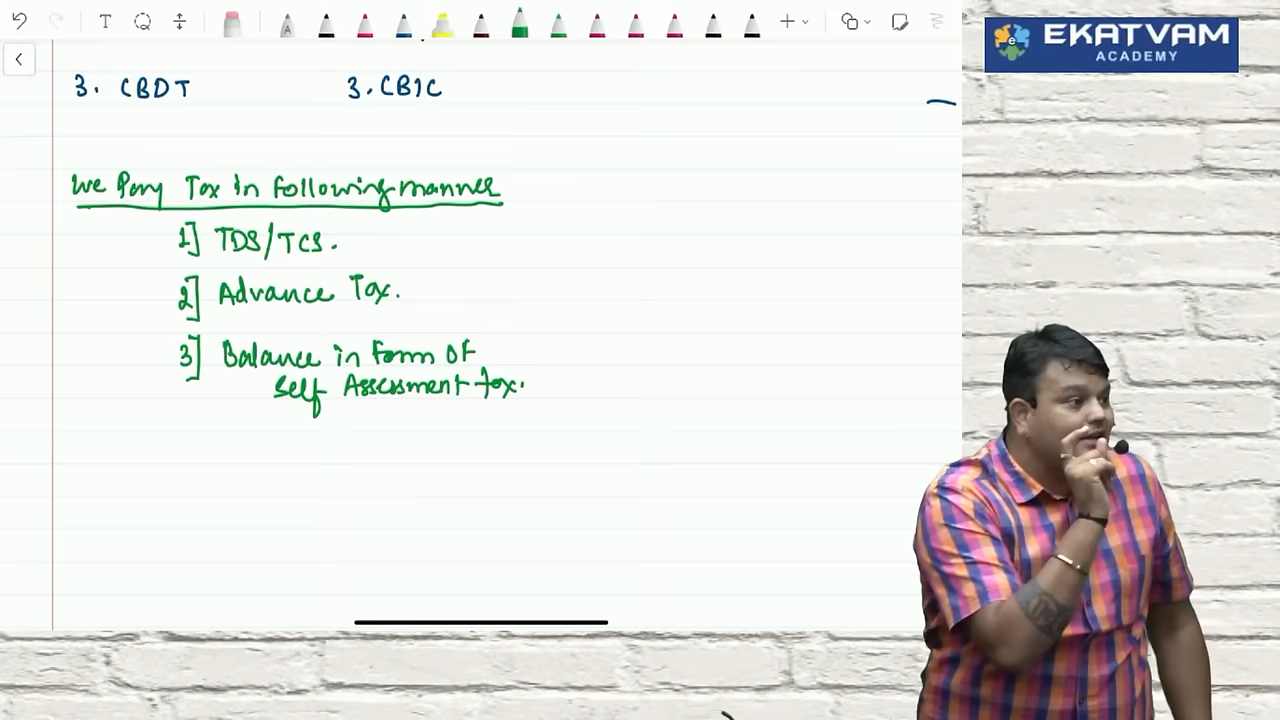 EKATVAM
ACADEMY
3. CBDT 3. CBIC
We Pay Tax in following manner
1] TDS/TCS.
2] Advance Tax.
3] Balance in form of
Self Assessment tax.